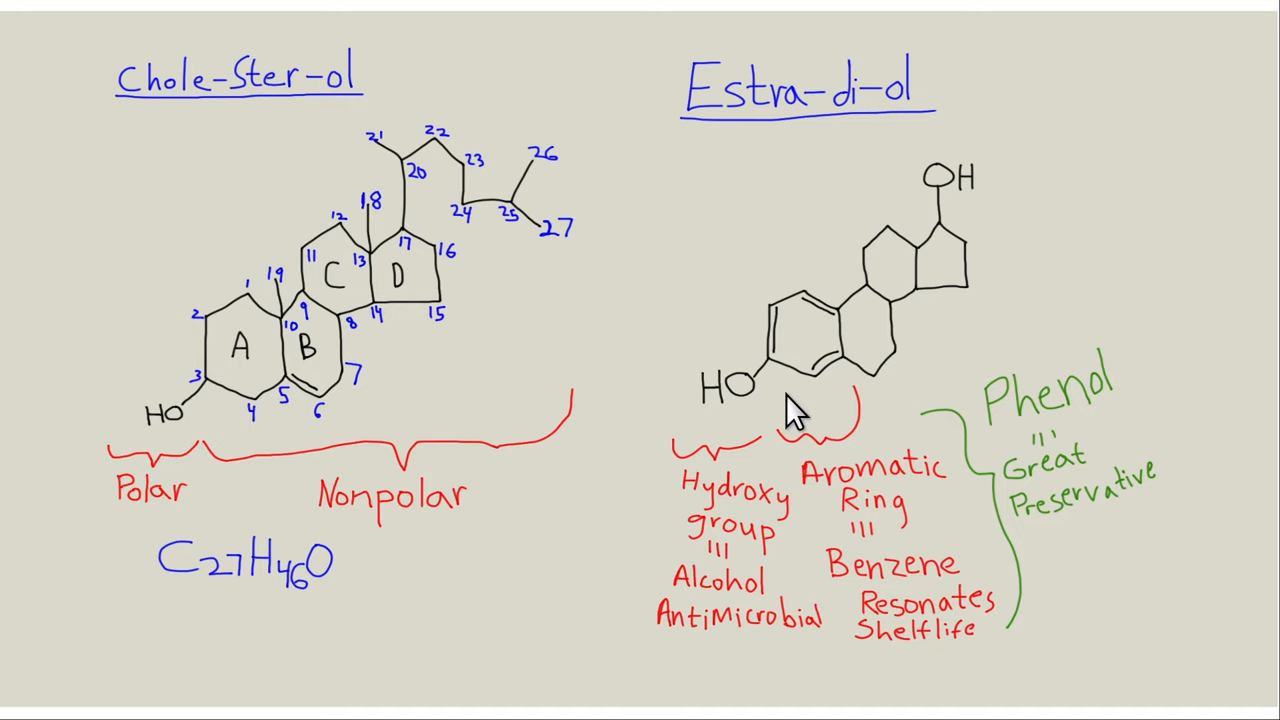 Chole-Ster-ol
21
22
23
20
26
18
24
25
27
12
11
13
17
16
C
D
19
1
9
14
15
2
10
8
A
B
3
7
5
4
6
HO
Polar
Nonpolar
C27H46O
Estra-di-ol
OH
HO
Hydroxy
group
Alcohol
AntiMicrobial
Aromatic
Ring
Benzene
Resonates
Shelflife
Phenol
Great
Preservative